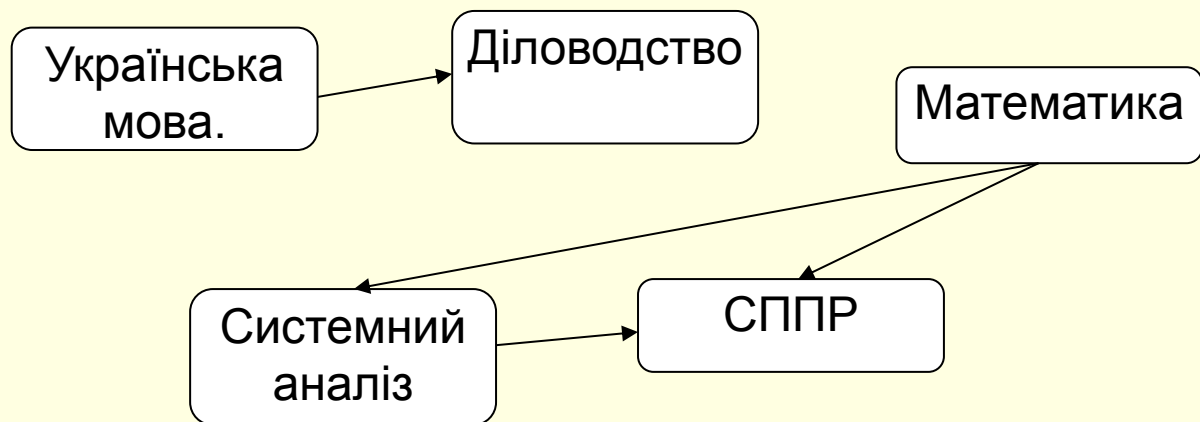 Українська
мова.
Діловодство
Математика
Системний
аналіз
СППР